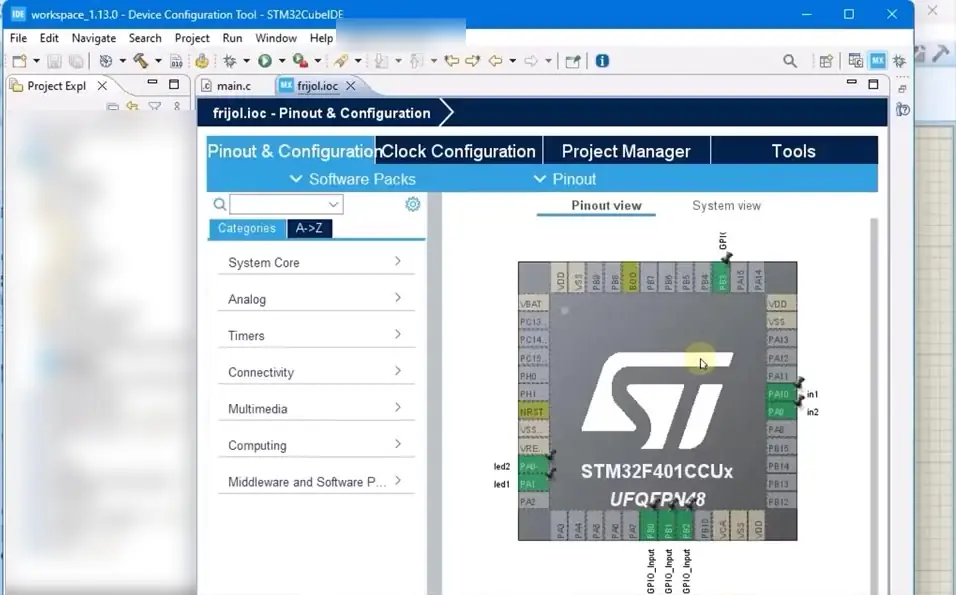 IDE workspace_1.13.0 - Device Configuration Tool - STM32CubeIDE
File Edit Navigate Search Project Run Window Help
Project Expl
main.c
MX frijol.ioc
frijol.ioc - Pinout & Configuration
Pinout & Configuration Clock Configuration Project Manager Tools
Software Packs Pinout
Pinout view System view
Categories A->Z
System Core
Analog
Timers
Connectivity
Multimedia
Computing
Middleware and Software P...
VDD VSS PB9 PB8 BOO PB7 PB6 PB5 PB4 PB3 PA15 PA14
VBAT
PC13..
PC14..
PC15..
PH0
PH1
NRST
VSS..
VRE..
led2 PA0
led1 PA1
PA2
VDD
VSS
PA13
PA12
PA11
PA10 in1
PA9 in2
PA8
PB15
PB14
PB13
PB12
STM32F401CCUx
UFQFPN48
PA3 PA4 PA5 PA6 PA7 PB0 PB1 PB2 PB10 VCA VSS VDD
GPIO_Input GPIO_Input GPIO_Input